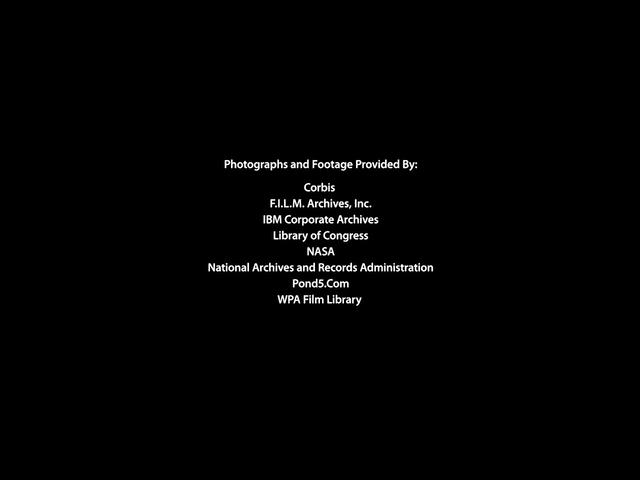 Photographs and Footage Provided By:
Corbis
F.I.L.M. Archives, Inc.
IBM Corporate Archives
Library of Congress
NASA
National Archives and Records Administration
Pond5.Com
WPA Film Library